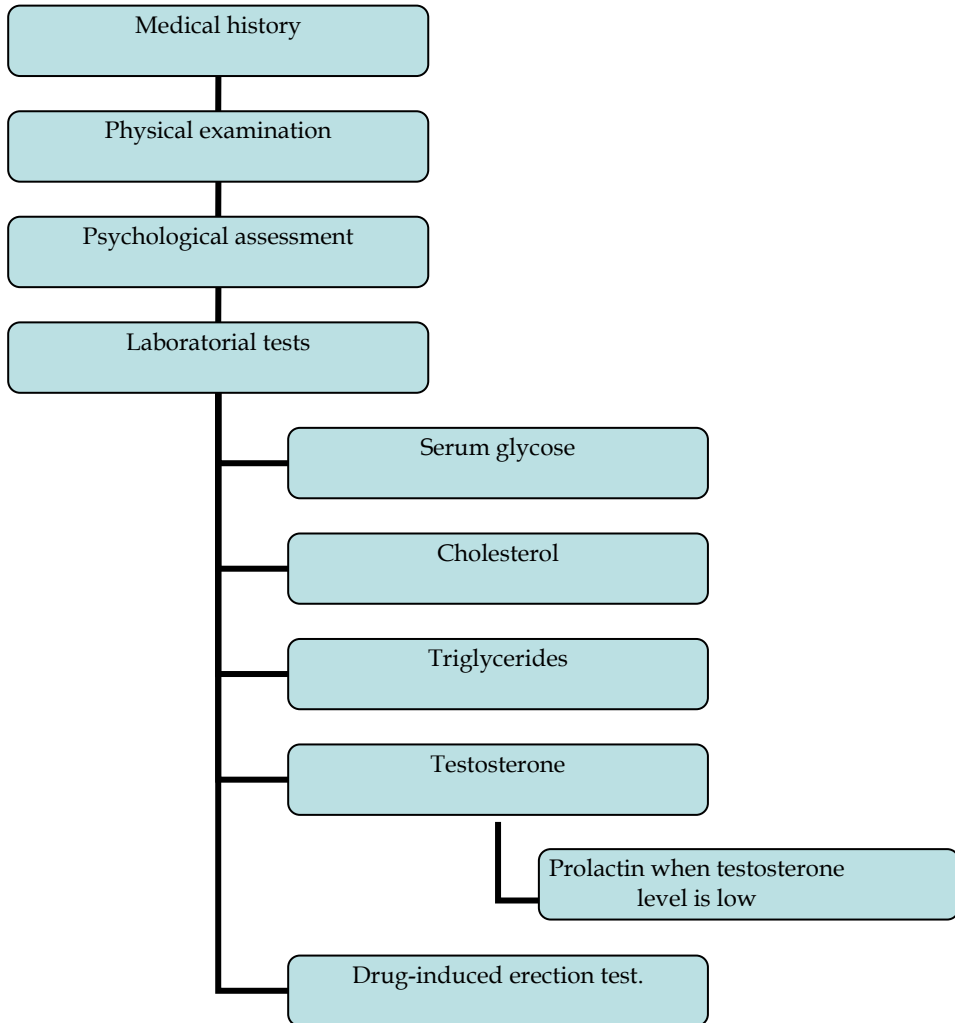 Medical history
Physical examination
Psychological assessment
Laboratorial tests
Serum glycose
Cholesterol
Triglycerides
Testosterone
Prolactin when testosterone
level is low
Drug-induced erection test.